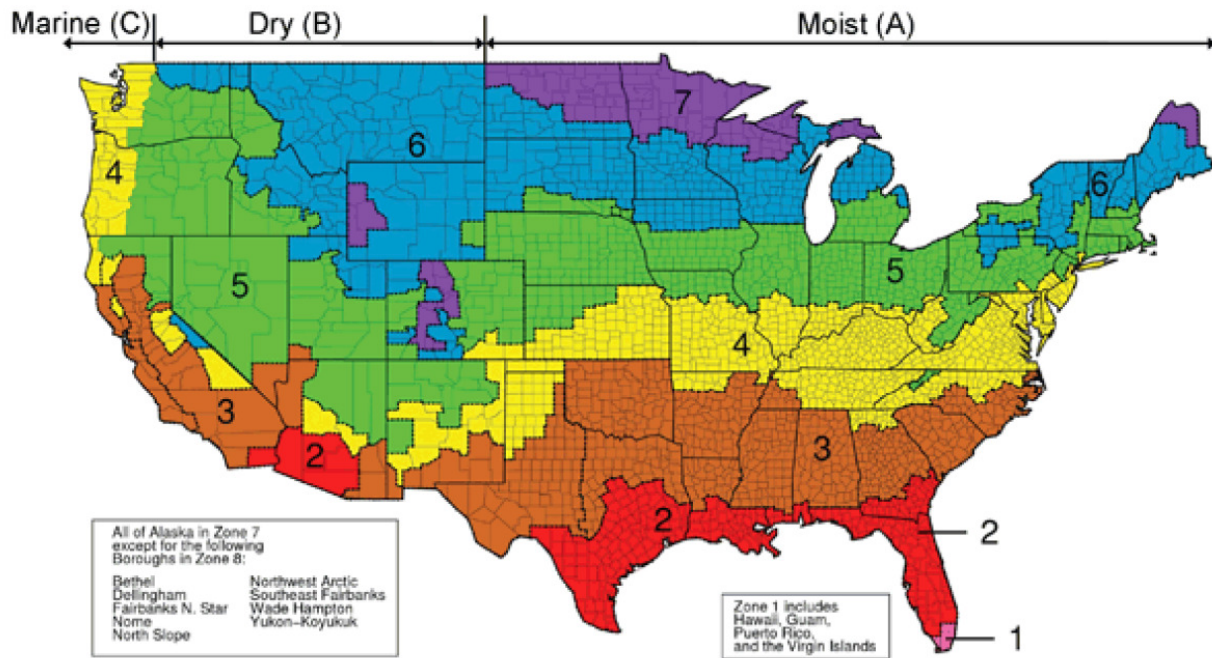 Marine (C) Dry (B) Moist (A)
7
6
4
6
5
5
4
3
3
2
2
2
1
All of Alaska in Zone 7
except for the following
Boroughs in Zone 8:
Bethel Northwest Arctic
Dellingham Southeast Fairbanks
Fairbanks N. Star Wade Hampton
Nome Yukon-Koyukuk
North Slope
Zone 1 includes
Hawaii, Guam,
Puerto Rico,
and the Virgin Islands